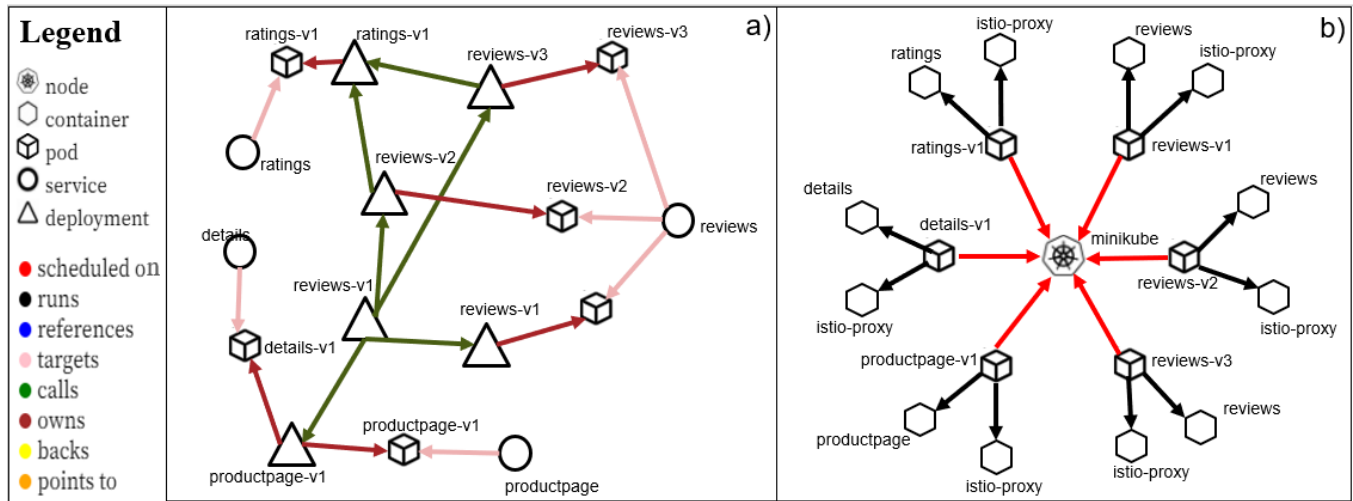 Legend
node
container
pod
service
deployment
scheduled on
runs
references
targets
calls
owns
backs
points to
a)
ratings-v1
ratings-v1
reviews-v3
reviews-v3
ratings
reviews-v2
reviews-v2
reviews
details
reviews-v1
reviews-v1
details-v1
productpage-v1
productpage-v1
productpage
b)
istio-proxy
reviews
ratings
istio-proxy
ratings-v1
reviews-v1
details
reviews
details-v1
minikube
reviews-v2
istio-proxy
istio-proxy
productpage-v1
reviews-v3
productpage
reviews
istio-proxy
istio-proxy